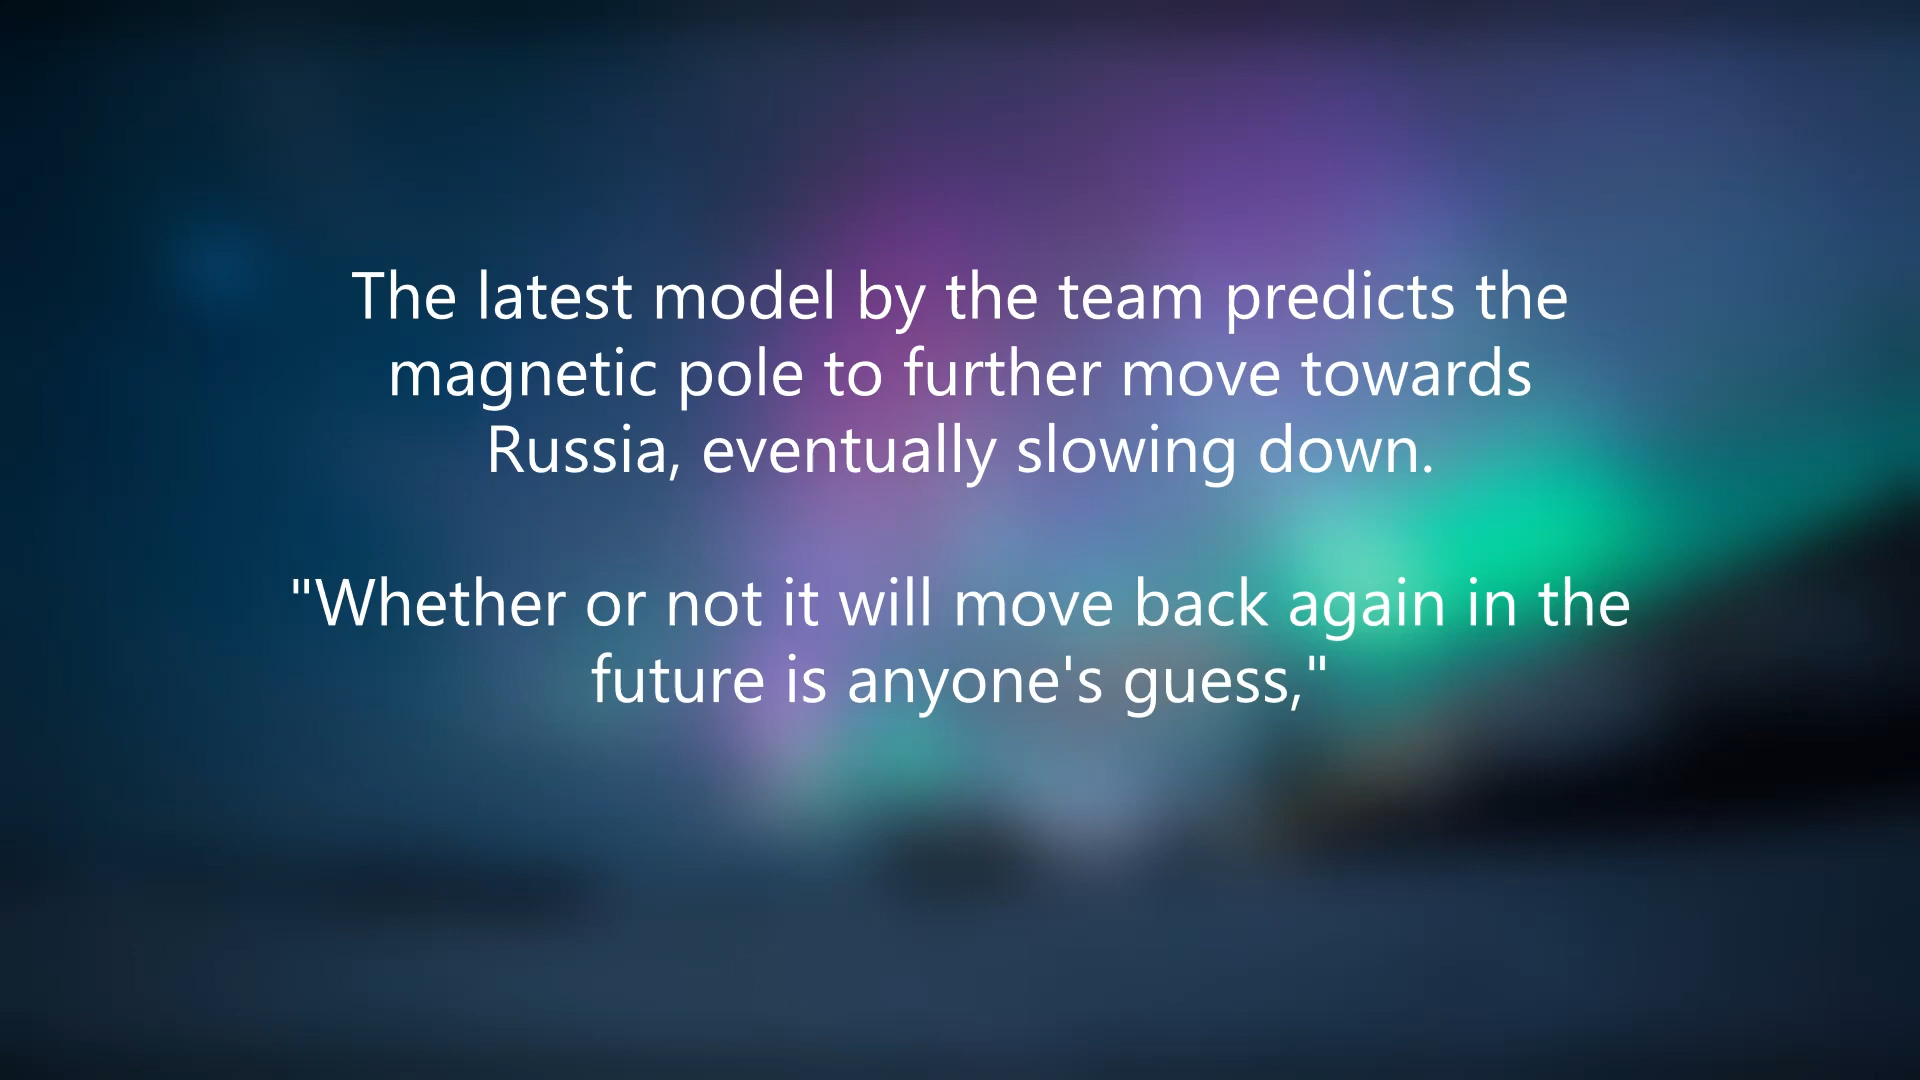 The latest model by the team predicts the
magnetic pole to further move towards
Russia, eventually slowing down.
"Whether or not it will move back again in the
future is anyone's guess,"